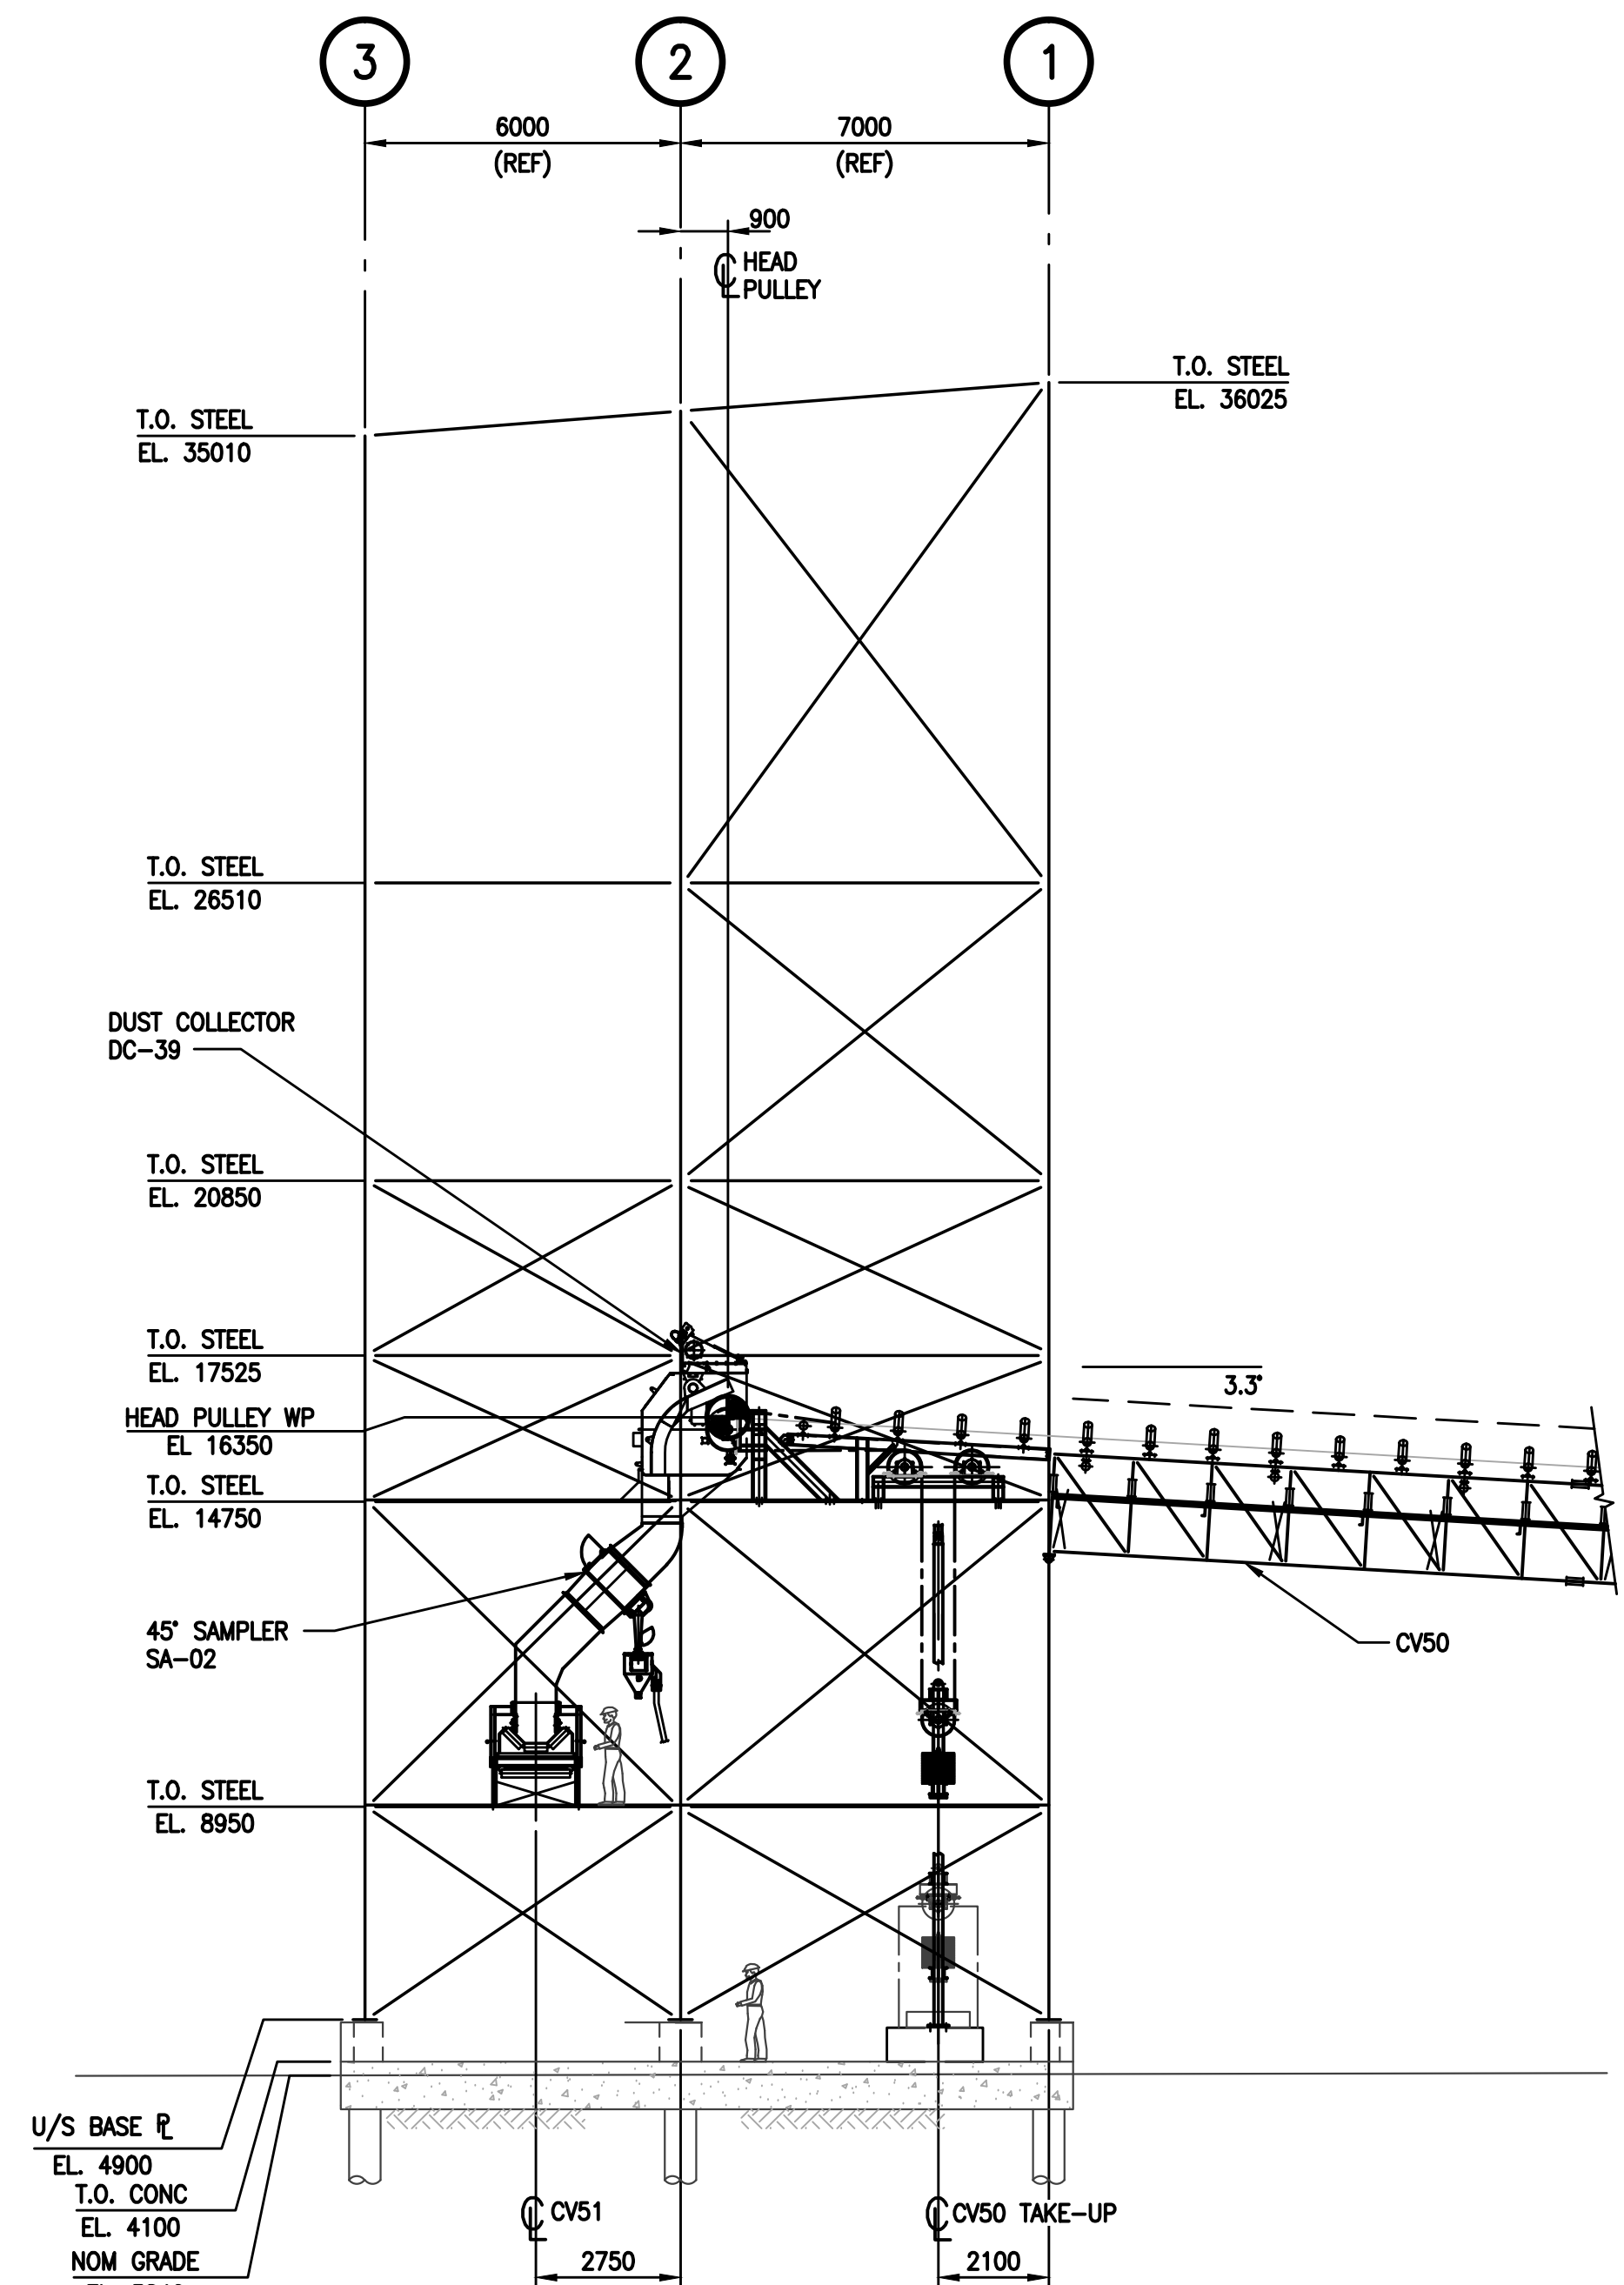 3 2 1
6000 7000
(REF) (REF)
900
HEAD
PULLEY
T.O. STEEL
EL. 36025
T.O. STEEL
EL. 35010
T.O. STEEL
EL. 26510
DUST COLLECTOR
DC-39
T.O. STEEL
EL. 20850
T.O. STEEL
EL. 17525
3.3°
HEAD PULLEY WP
EL 16350
T.O. STEEL
EL. 14750
45° SAMPLER
SA-02
CV50
T.O. STEEL
EL. 8950
U/S BASE ⅊
EL. 4900
T.O. CONC
EL. 4100
CV51
CV50 TAKE-UP
NOM GRADE
2750 2100